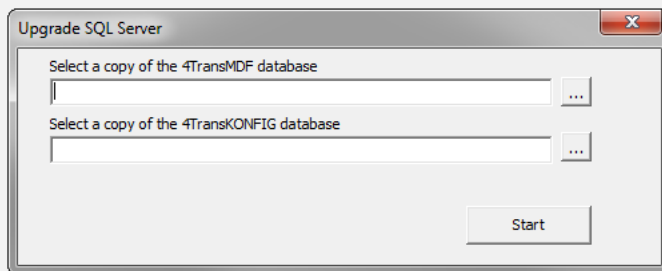 Upgrade SQL Server
Select a copy of the 4TransMDF database
...
Select a copy of the 4TransKONFIG database
...
Start